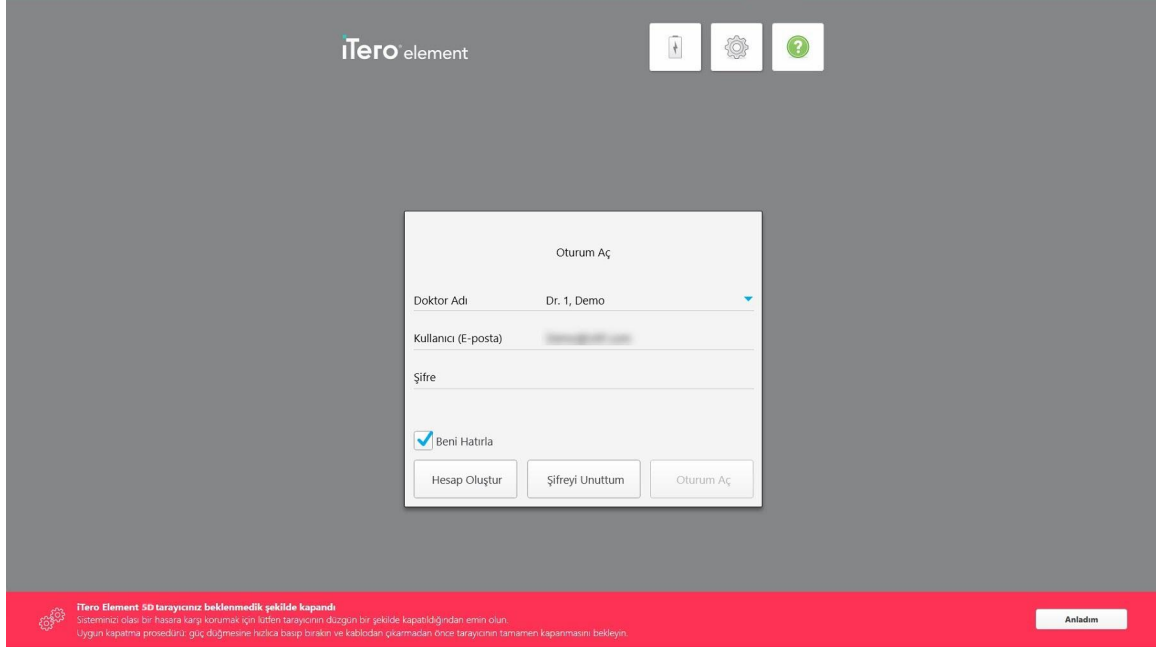 iTero element
Oturum Aç
Doktor Adı Dr. 1, Demo
Kullanıcı (E-posta)
Şifre
Beni Hatırla
Hesap Oluştur Şifreyi Unuttum Oturum Aç
iTero Element 5D tarayıcınız beklenmedik şekilde kapandı
Sisteminizi olası bir hasara karşı korumak için lütfen tarayıcının düzgün bir şekilde kapatıldığından emin olun.
Uygun kapatma prosedürü: güç düğmesine hızlıca basıp bırakın ve kablodan çıkarmadan önce tarayıcının tamamen kapanmasını bekleyin.
Anladım